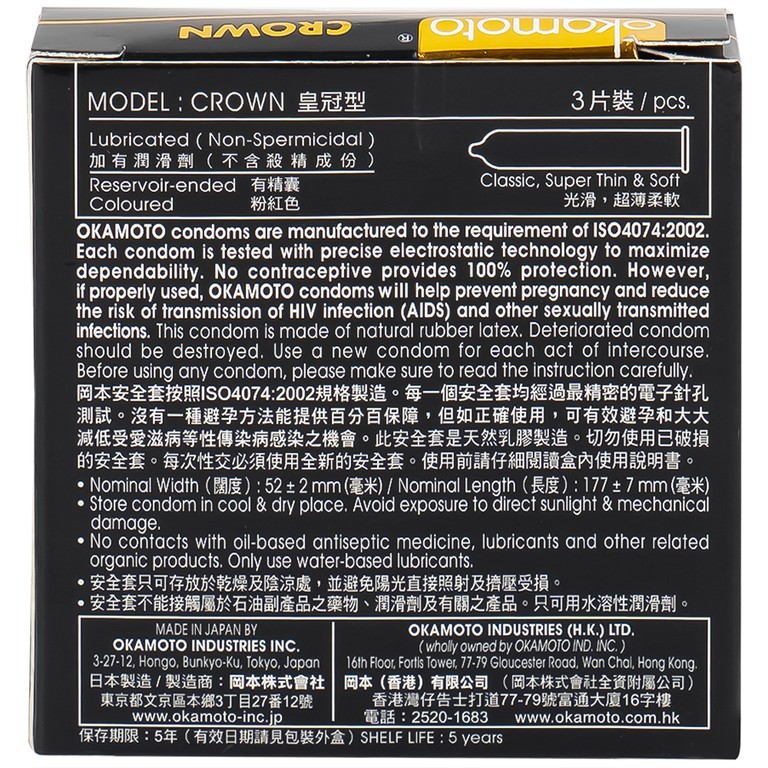 okamoto
CROWN ®
MODEL : CROWN 皇冠型 3片裝 / pcs.
Lubricated ( Non-Spermicidal )
加有潤滑劑 ( 不含殺精成份 )
Reservoir-ended 有精囊
Coloured 粉紅色
Classic, Super Thin & Soft
光滑，超薄柔軟
OKAMOTO condoms are manufactured to the requirement of ISO4074:2002.
Each condom is tested with precise electrostatic technology to maximize
dependability. No contraceptive provides 100% protection. However,
if properly used, OKAMOTO condoms will help prevent pregnancy and reduce
the risk of transmission of HIV infection (AIDS) and other sexually transmitted
infections. This condom is made of natural rubber latex. Deteriorated condom
should be destroyed. Use a new condom for each act of intercourse.
Before using any condom, please make sure to read the instruction carefully.
岡本安全套按照ISO4074:2002規格製造。每一個安全套均經過最精密的電子針孔
測試。沒有一種避孕方法能提供百分百保障，但如正確使用，可有效避孕和大大
減低受愛滋病等性傳染病感染之機會。此安全套是天然乳膠製造。切勿使用已破損
的安全套。每次性交必須使用全新的安全套。使用前請仔細閱讀盒內使用說明書。
• Nominal Width (闊度) : 52 ± 2 mm (毫米) / Nominal Length (長度) : 177 ± 7 mm (毫米)
• Store condom in cool & dry place. Avoid exposure to direct sunlight & mechanical
damage.
• No contacts with oil-based antiseptic medicine, lubricants and other related
organic products. Only use water-based lubricants.
• 安全套只可存放於乾燥及陰涼處，並避免陽光直接照射及擠壓受損。
• 安全套不能接觸屬於石油副產品之藥物、潤滑劑及有關之產品。只可用水溶性潤滑劑。
MADE IN JAPAN BY
OKAMOTO INDUSTRIES INC.
3-27-12, Hongo, Bunkyo-Ku, Tokyo, Japan
日本製造 / 製造商 : 岡本株式會社
東京都文京區本鄉3丁目27番12號
www.okamoto-inc.jp
OKAMOTO INDUSTRIES (H.K.) LTD.
( wholly owned by OKAMOTO IND. INC. )
16th Floor, Fortis Tower, 77-79 Gloucester Road, Wan Chai, Hong Kong.
岡本 (香港) 有限公司 (岡本株式會社全資附屬公司)
香港灣仔告士打道77-79號富通大廈16字樓
電話 : 2520-1683 www.okamoto.com.hk
保存期限 : 5年 (有效日期請見包裝外盒) SHELF LIFE : 5 years